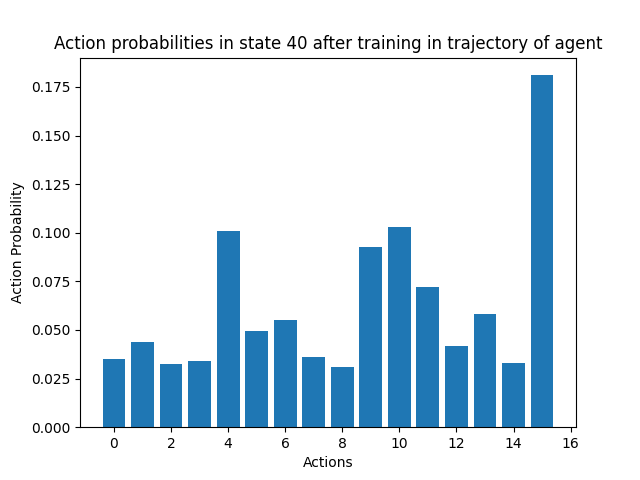 Action probabilities in state 40 after training in trajectory of agent
0.175
0.150
0.125
0.100
0.075
0.050
0.025
0.000
Action Probability
0 2 4 6 8 10 12 14 16
Actions